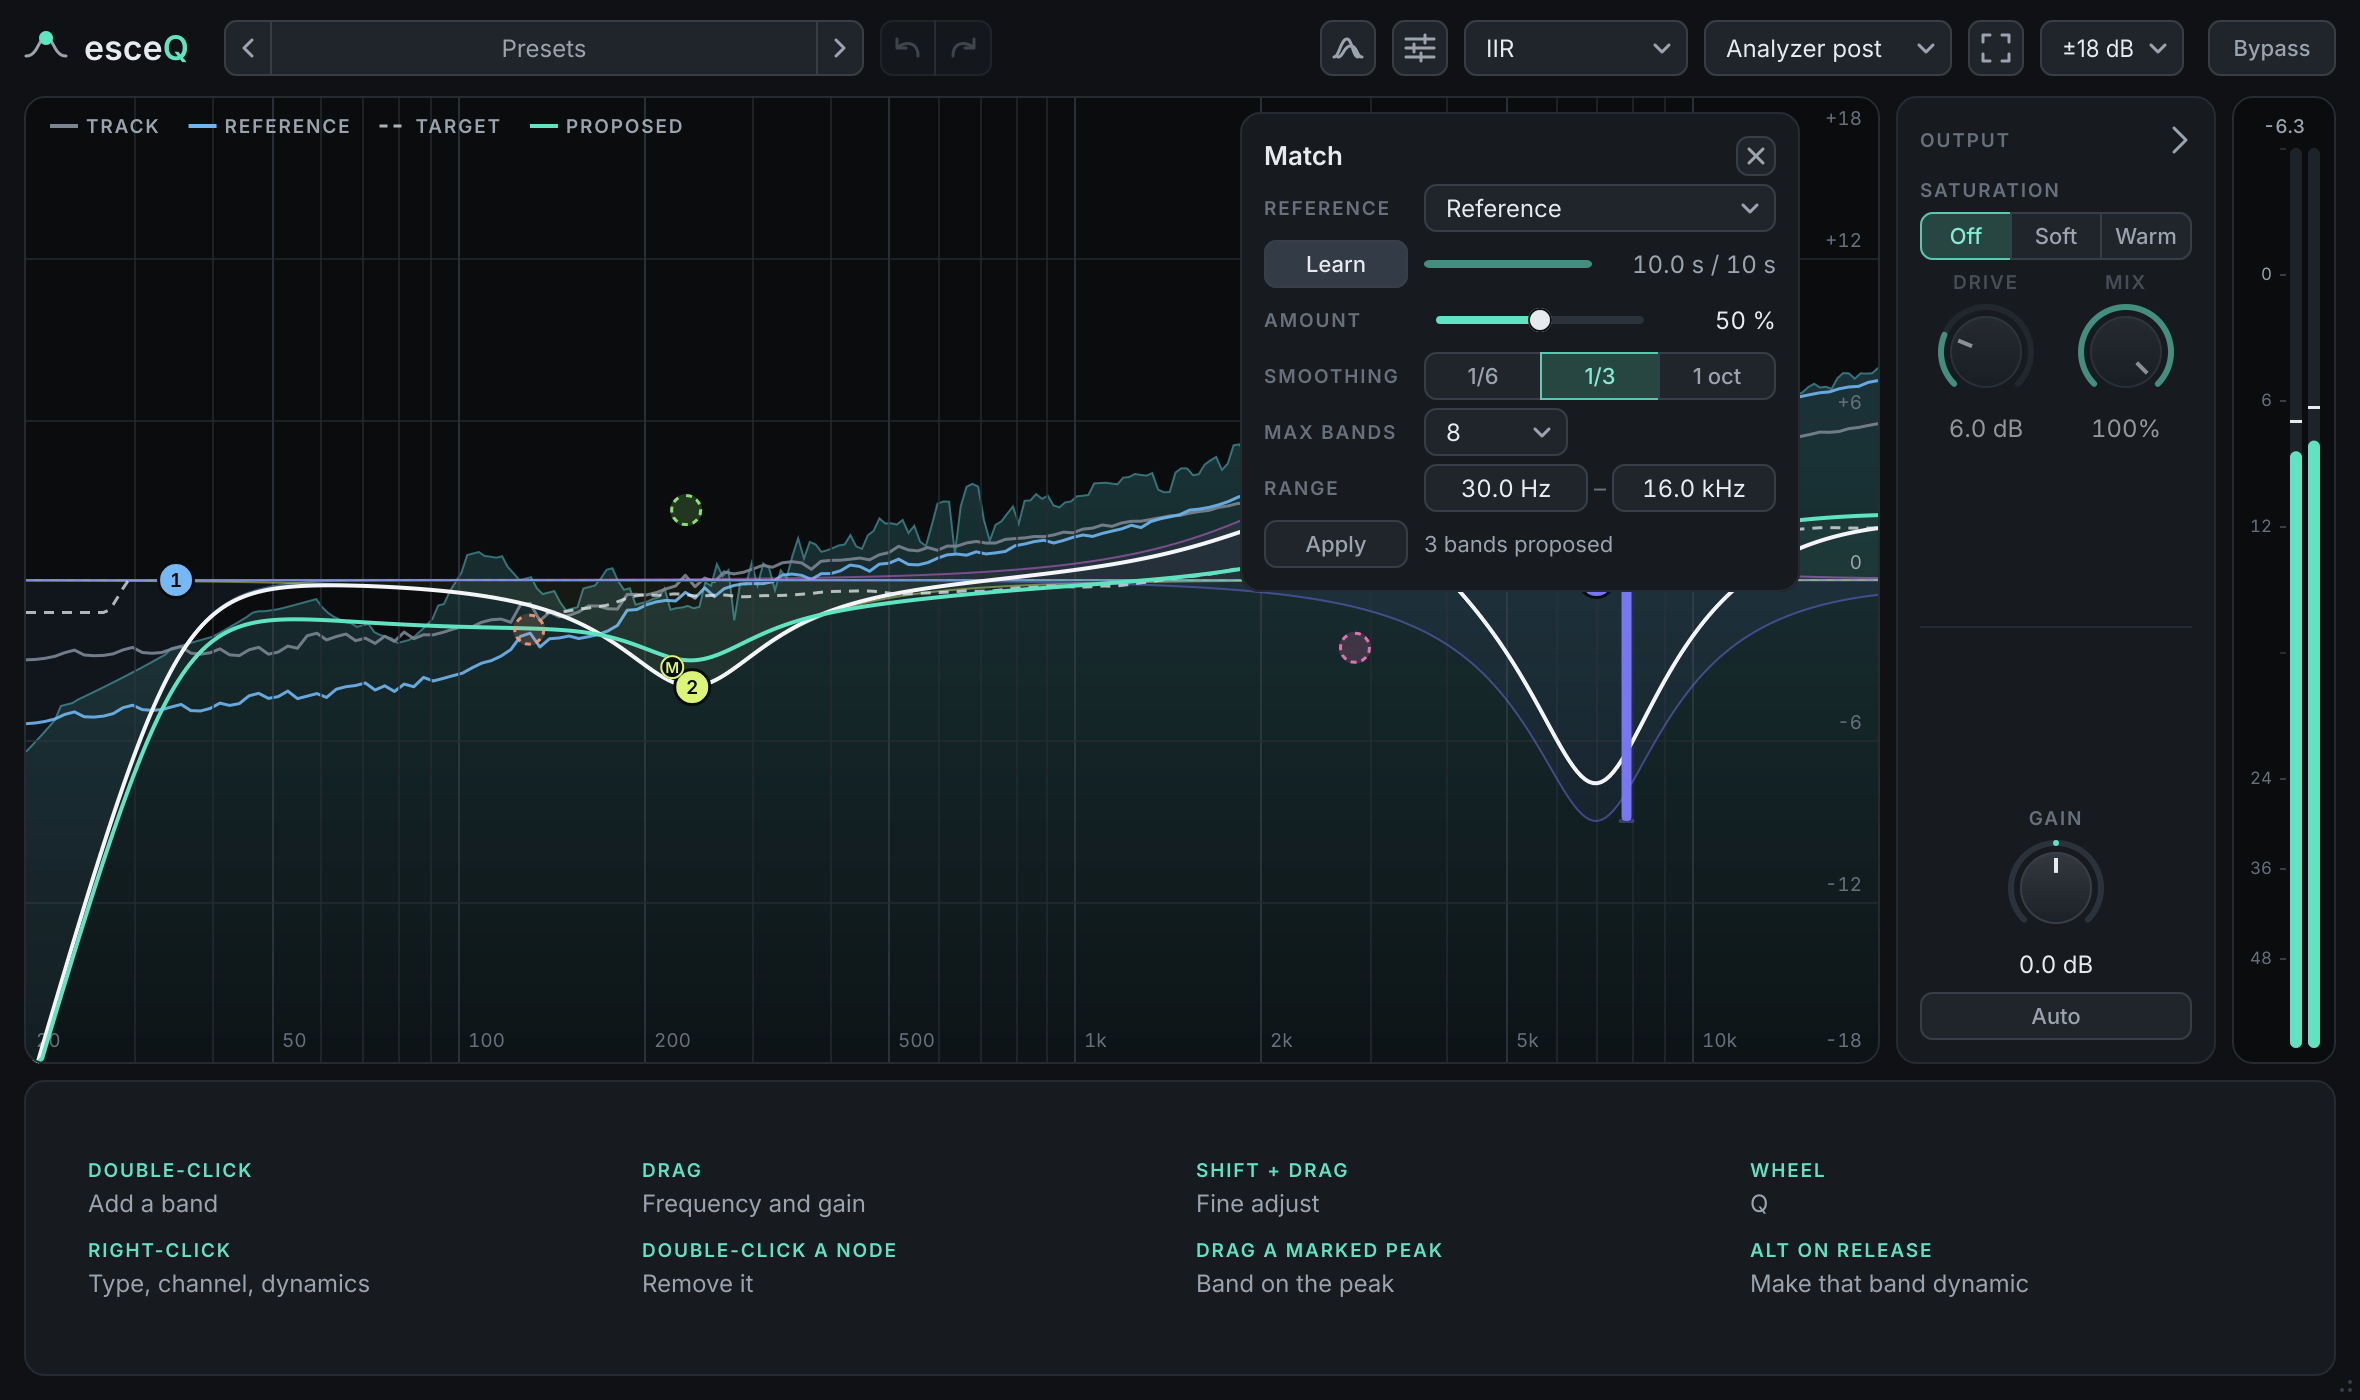 esceQ
Presets
IIR
Analyzer post
±18 dB
Bypass
TRACK
REFERENCE
TARGET
PROPOSED
+18
+12
+6
0
-6
-12
-18
20
50
100
200
500
1k
2k
5k
10k
1
2
M
Match
REFERENCE
Reference
Learn
10.0 s / 10 s
AMOUNT
50 %
SMOOTHING
1/6
1/3
1 oct
MAX BANDS
8
RANGE
30.0 Hz – 16.0 kHz
Apply
3 bands proposed
OUTPUT
SATURATION
Off
Soft
Warm
DRIVE
MIX
6.0 dB
100%
GAIN
0.0 dB
Auto
-6.3
0
6
12
24
36
48
DOUBLE-CLICK
Add a band
DRAG
Frequency and gain
SHIFT + DRAG
Fine adjust
WHEEL
Q
RIGHT-CLICK
Type, channel, dynamics
DOUBLE-CLICK A NODE
Remove it
DRAG A MARKED PEAK
Band on the peak
ALT ON RELEASE
Make that band dynamic